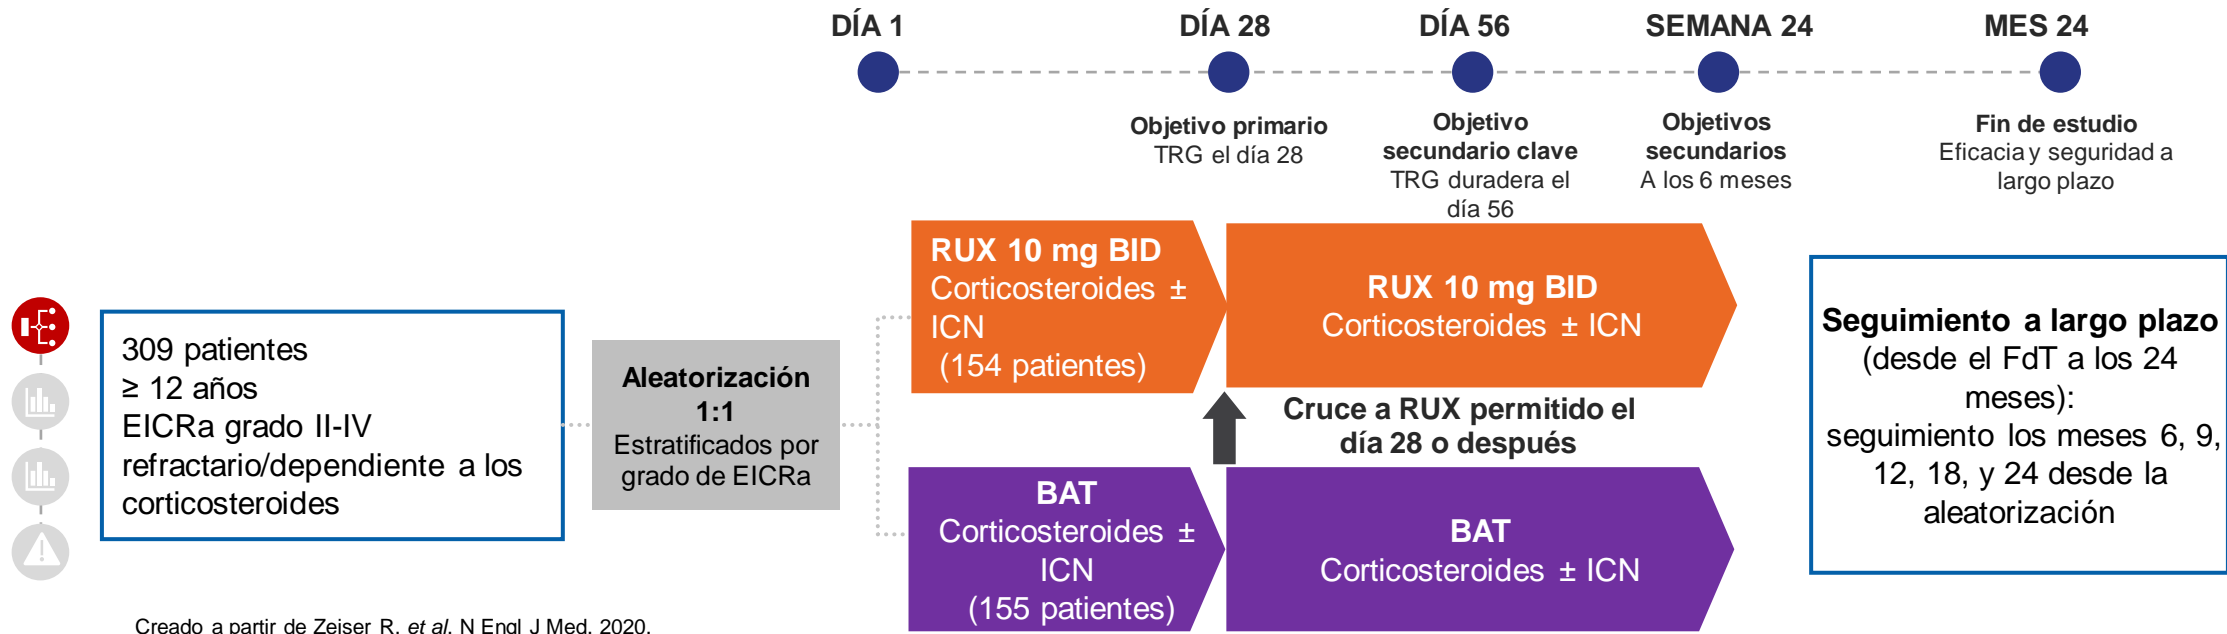 DÍA 1
DÍA 28
DÍA 56
SEMANA 24
MES 24
Objetivo primario
TRG el día 28
Objetivo
secundario clave
TRG duradera el
día 56
Objetivos
secundarios
A los 6 meses
Fin de estudio
Eficacia y seguridad a
largo plazo
309 patientes
≥ 12 años
EICRa grado II-IV
refractario/dependiente a los
corticosteroides
Aleatorización
1:1
Estratificados por
grado de EICRa
RUX 10 mg BID
Corticosteroides ±
ICN
(154 patientes)
RUX 10 mg BID
Corticosteroides ± ICN
Cruce a RUX permitido el
día 28 o después
BAT
Corticosteroides ±
ICN
(155 patientes)
BAT
Corticosteroides ± ICN
Seguimiento a largo plazo
(desde el FdT a los 24
meses):
seguimiento los meses 6, 9,
12, 18, y 24 desde la
aleatorización
Creado a partir de Zeiser R, et al. N Engl J Med. 2020.